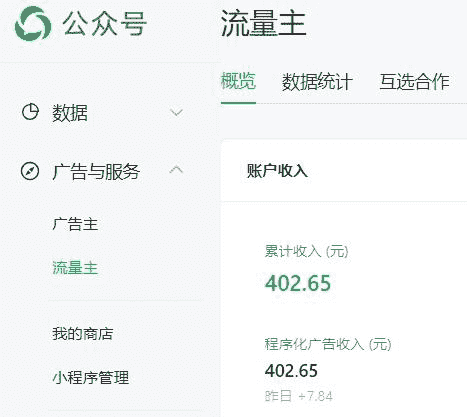 公众号
数据
广告与服务
广告主
流量主
我的商店
小程序管理
流量主
概览 数据统计 互选合作
账户收入
累计收入 (元)
402.65
程序化广告收入 (元)
402.65
昨日 +7.84